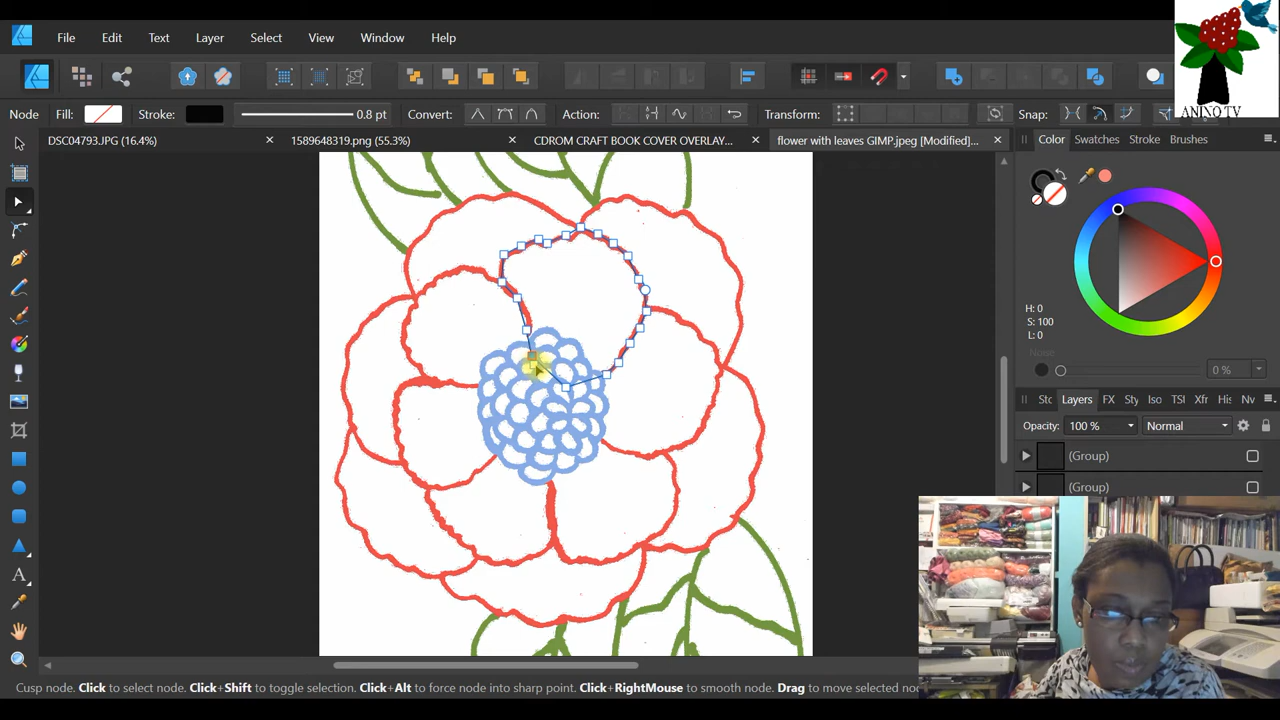 File Edit Text Layer Select View Window Help
Node Fill: Stroke: 0.8 pt Convert: Action: Transform: Snap:
ANINO TV
DSC04793.JPG (16.4%) 1589648319.png (55.3%) CDROM CRAFT BOOK COVER OVERLAY... flower with leaves GIMP.jpeg [Modified]...
Color Swatches Stroke Brushes
H: 0
S: 100
L: 0
None
0 %
Stc Layers FX Sty Iso TSI Xfr His Nv
Opacity: 100 % Normal
(Group)
(Group)
Cusp node. Click to select node. Click+Shift to toggle selection. Click+Alt to force node into sharp point. Click+RightMouse to smooth node. Drag to move selected nod